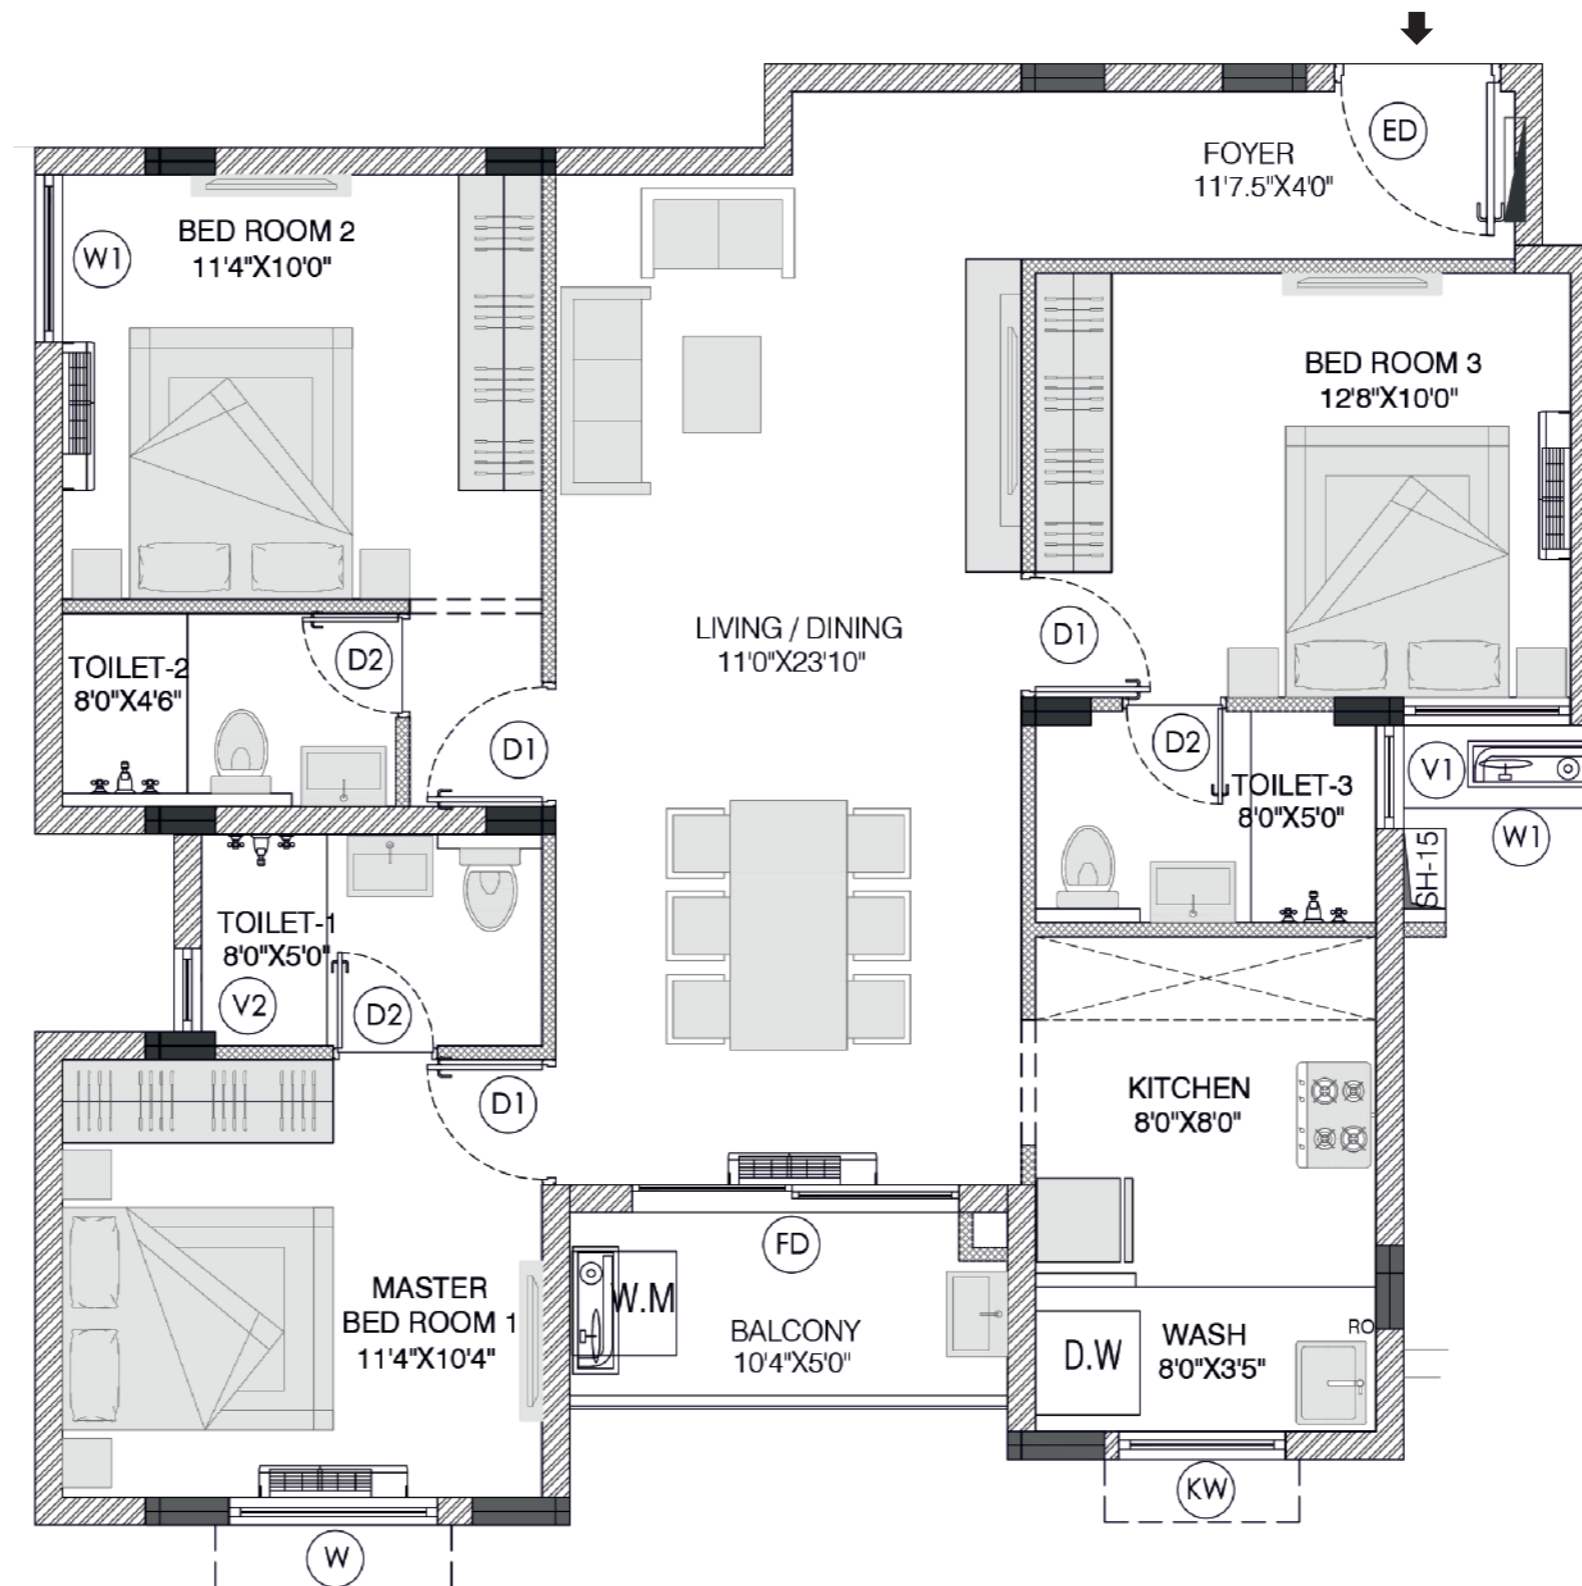 ED
FOYER
11'7.5"X4'0"
BED ROOM 2
11'4"X10'0"
W1
BED ROOM 3
12'8"X10'0"
LIVING / DINING
11'0"X23'10"
D1
D2
TOILET-2
8'0"X4'6"
D1
D2
TOILET-3
8'0"X5'0"
V1
W1
SH-15
TOILET-1
8'0"X5'0"
V2
D2
D1
KITCHEN
8'0"X8'0"
FD
MASTER
BED ROOM 1
11'4"X10'4"
W.M
BALCONY
10'4"X5'0"
D.W
WASH
8'0"X3'5"
RO
KW
W